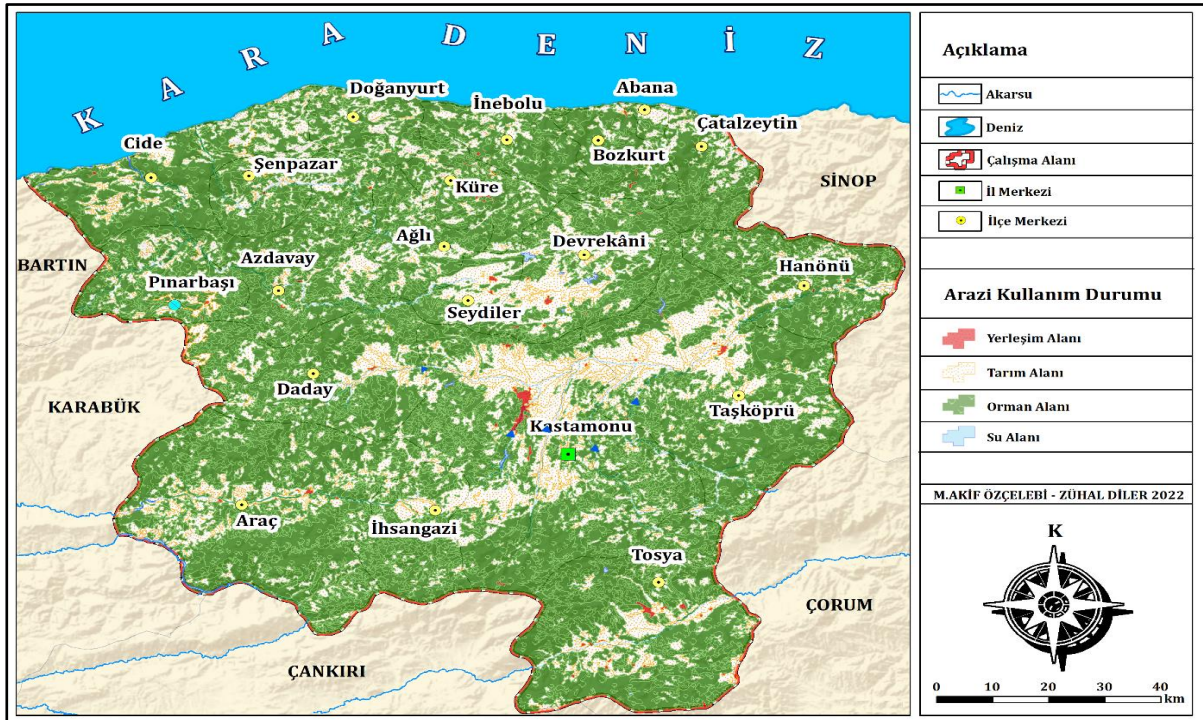 K A R A D E N İ Z
Doğanyurt
Abana
İnebolu
Cide
Çatalzeytin
Şenpazar
Bozkurt
Küre
SİNOP
Ağlı
Devrekâni
BARTIN
Azdavay
Hanönü
Pınarbaşı
Seydiler
Daday
KARABÜK
Taşköprü
Kastamonu
Araç
İhsangazi
Tosya
ÇORUM
ÇANKIRI
Açıklama
Akarsu
Deniz
Çalışma Alanı
İl Merkezi
İlçe Merkezi
Arazi Kullanım Durumu
Yerleşim Alanı
Tarım Alanı
Orman Alanı
Su Alanı
M.AKİF ÖZÇELEBİ - ZÜHAL DİLER 2022
K
0 10 20 30 40
km